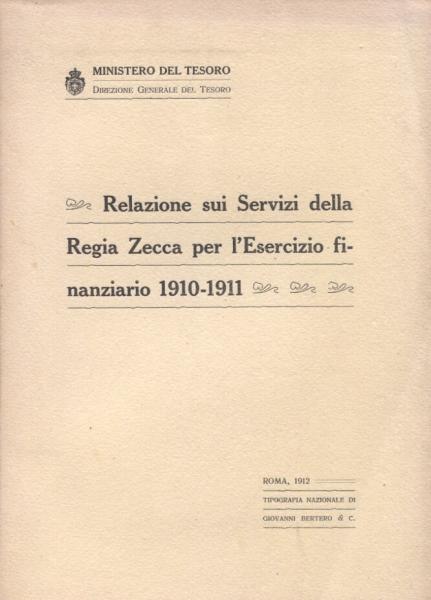 MINISTERO DEL TESORO
DIREZIONE GENERALE DEL TESORO
Relazione sui Servizi della
Regia Zecca per l'Esercizio fi-
nanziario 1910-1911
ROMA, 1912
TIPOGRAFIA NAZIONALE DI
GIOVANNI BERTERO & C.